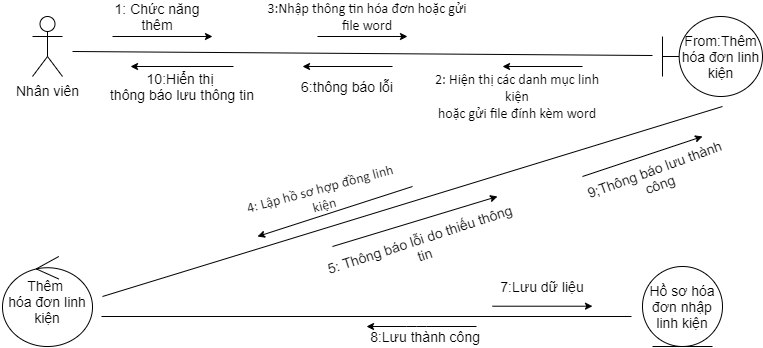 1: Chức năng
thêm
3:Nhập thông tin hóa đơn hoặc gửi
file word
From:Thêm
hóa đơn linh
kiện
Nhân viên
10:Hiển thị
thông báo lưu thông tin
6:thông báo lỗi
2: Hiện thị các danh mục linh
kiện
hoặc gửi file đính kèm word
4: Lập hồ sơ hợp đồng linh
kiện
5: Thông báo lỗi do thiếu thông
tin
9;Thông báo lưu thành
công
Thêm
hóa đơn linh
kiện
7:Lưu dữ liệu
8:Lưu thành công
Hồ sơ hóa
đơn nhập
linh kiện